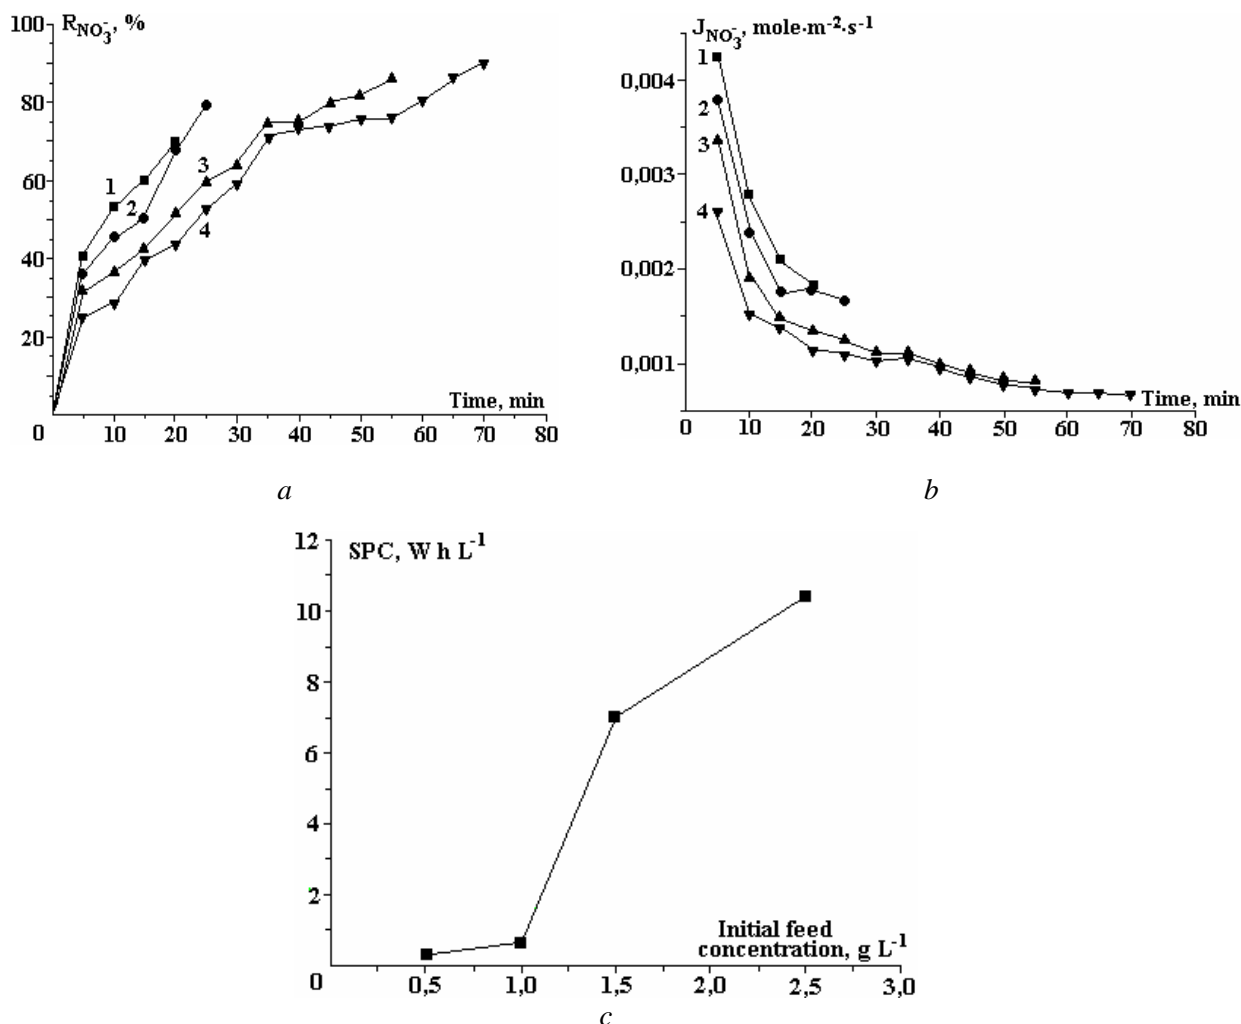 R_NO₃⁻, %
100
80
60
40
20
0
1
2
3
4
Time, min
10 20 30 40 50 60 70 80
a
J_NO₃⁻, mole·m⁻²·s⁻¹
0,004
0,003
0,002
0,001
1
2
3
4
Time, min
0 10 20 30 40 50 60 70 80
b
SPC, W h L⁻¹
12
10
8
6
4
2
0
Initial feed
concentration, g L⁻¹
0,5 1,0 1,5 2,0 2,5 3,0
c